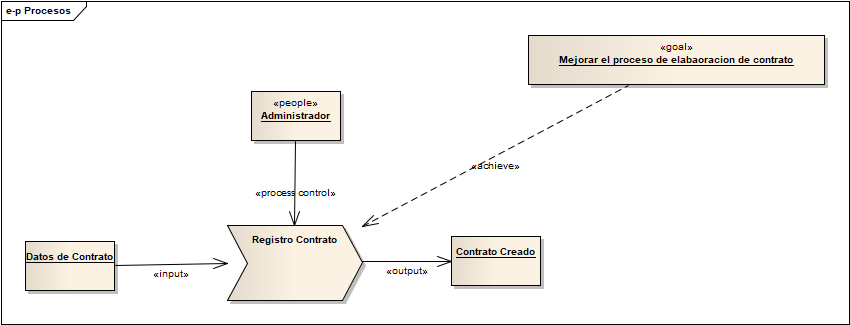 e-p Procesos
«goal»
Mejorar el proceso de elabaoracion de contrato
«people»
Administrador
«achieve»
«process control»
Registro Contrato
Datos de Contrato
Contrato Creado
«input»
«output»